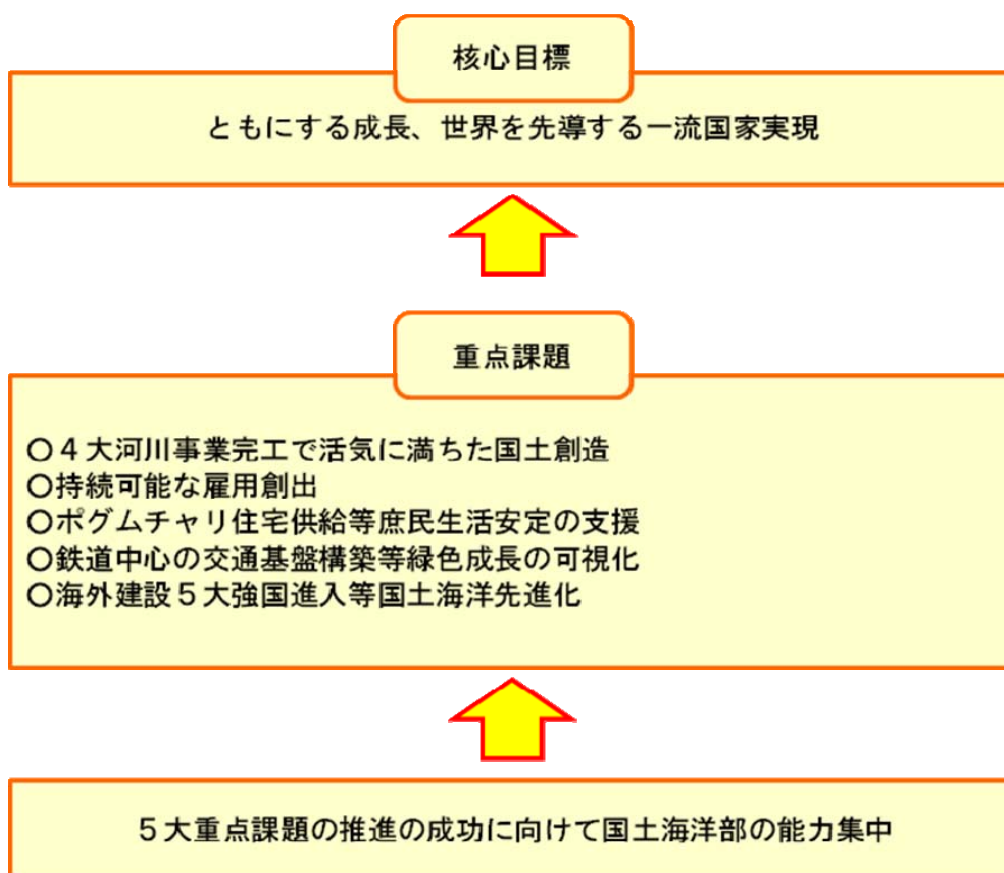 核心目標
ともにする成長、世界を先導する一流国家実現
重点課題
○４大河川事業完工で活気に満ちた国土創造
○持続可能な雇用創出
○ポグムチャリ住宅供給等庶民生活安定の支援
○鉄道中心の交通基盤構築等緑色成長の可視化
○海外建設５大強国進入等国土海洋先進化
５大重点課題の推進の成功に向けて国土海洋部の能力集中